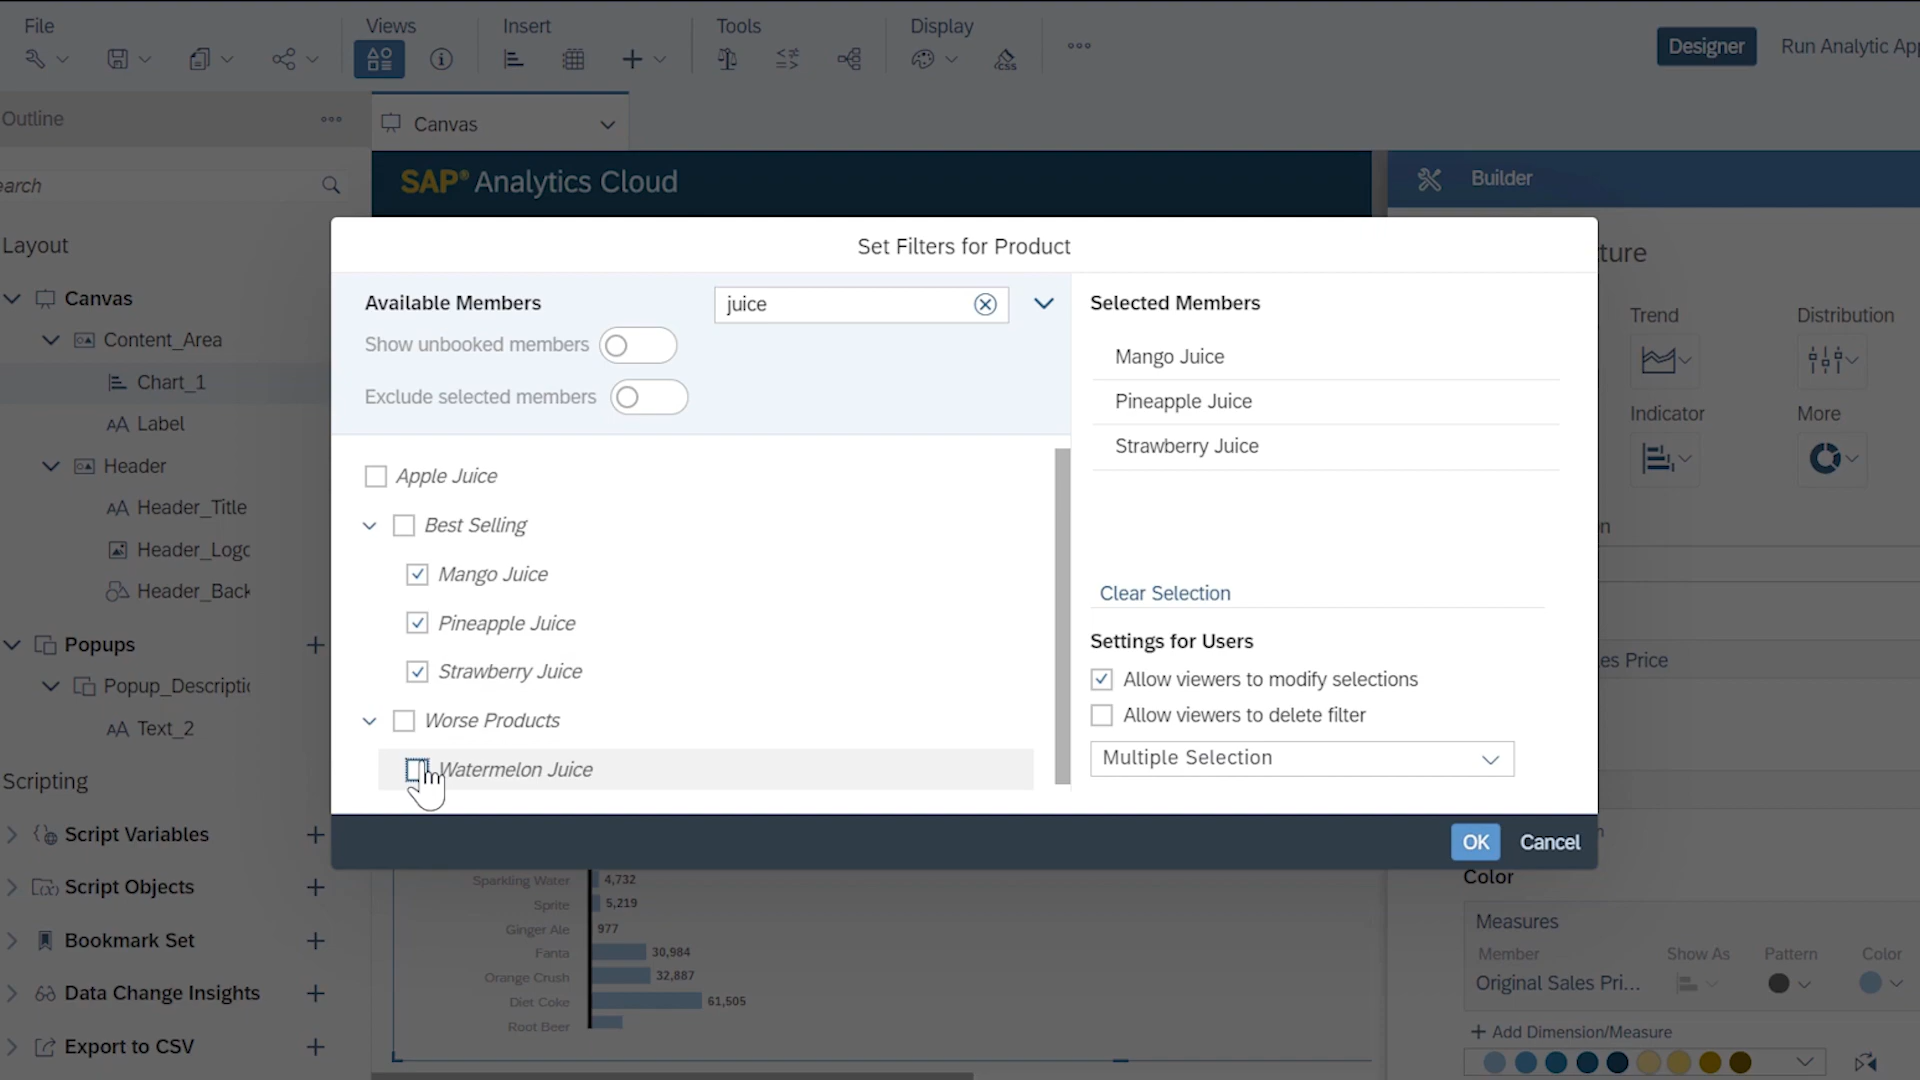 File
Views
Insert
Tools
Display
Designer
Run Analytic App
CSS
Outline
Canvas
earch
SAP® Analytics Cloud
Builder
Layout
Canvas
Content_Area
Chart_1
Label
Header
Header_Title
Header_Logo
Header_Back
Popups
Popup_Descriptio
Text_2
Scripting
Script Variables
Script Objects
Bookmark Set
Data Change Insights
Export to CSV
Set Filters for Product
Available Members
juice
Show unbooked members
Exclude selected members
Apple Juice
Best Selling
Mango Juice
Pineapple Juice
Strawberry Juice
Worse Products
Watermelon Juice
Selected Members
Mango Juice
Pineapple Juice
Strawberry Juice
Clear Selection
Settings for Users
Allow viewers to modify selections
Allow viewers to delete filter
Multiple Selection
OK
Cancel
Sparkling Water 4,732
Sprite 5,219
Ginger Ale 977
Fanta 30,984
Orange Crush 32,887
Diet Coke 61,505
Root Beer
ture
Trend
Distribution
Indicator
More
n
es Price
n
Color
Measures
Member
Show As
Pattern
Color
Original Sales Pri...
+ Add Dimension/Measure